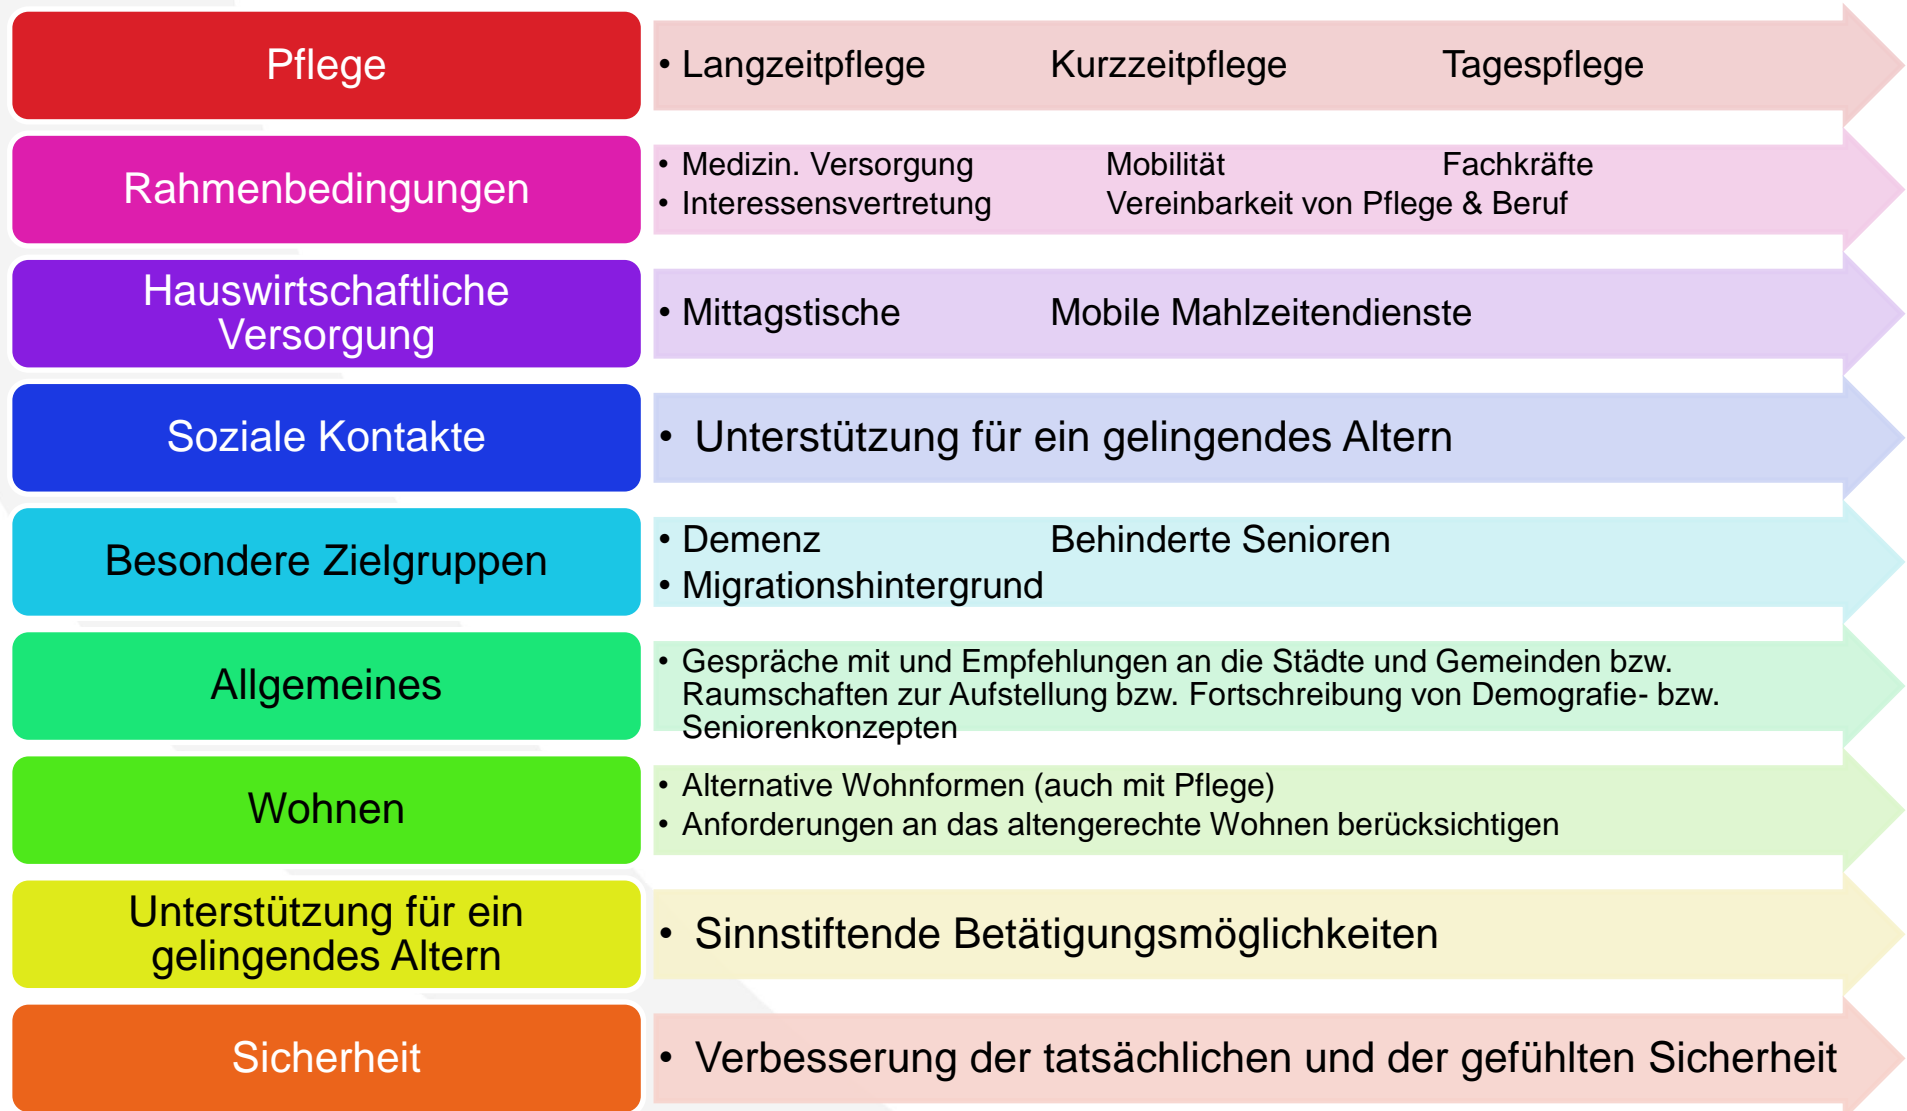 Pflege
• Langzeitpflege Kurzzeitpflege Tagespflege
Rahmenbedingungen
• Medizin. Versorgung Mobilität Fachkräfte
• Interessensvertretung Vereinbarkeit von Pflege & Beruf
Hauswirtschaftliche
Versorgung
• Mittagstische Mobile Mahlzeitendienste
Soziale Kontakte
• Unterstützung für ein gelingendes Altern
Besondere Zielgruppen
• Demenz Behinderte Senioren
• Migrationshintergrund
Allgemeines
• Gespräche mit und Empfehlungen an die Städte und Gemeinden bzw.
Raumschaften zur Aufstellung bzw. Fortschreibung von Demografie- bzw.
Seniorenkonzepten
Wohnen
• Alternative Wohnformen (auch mit Pflege)
• Anforderungen an das altengerechte Wohnen berücksichtigen
Unterstützung für ein
gelingendes Altern
• Sinnstiftende Betätigungsmöglichkeiten
Sicherheit
• Verbesserung der tatsächlichen und der gefühlten Sicherheit